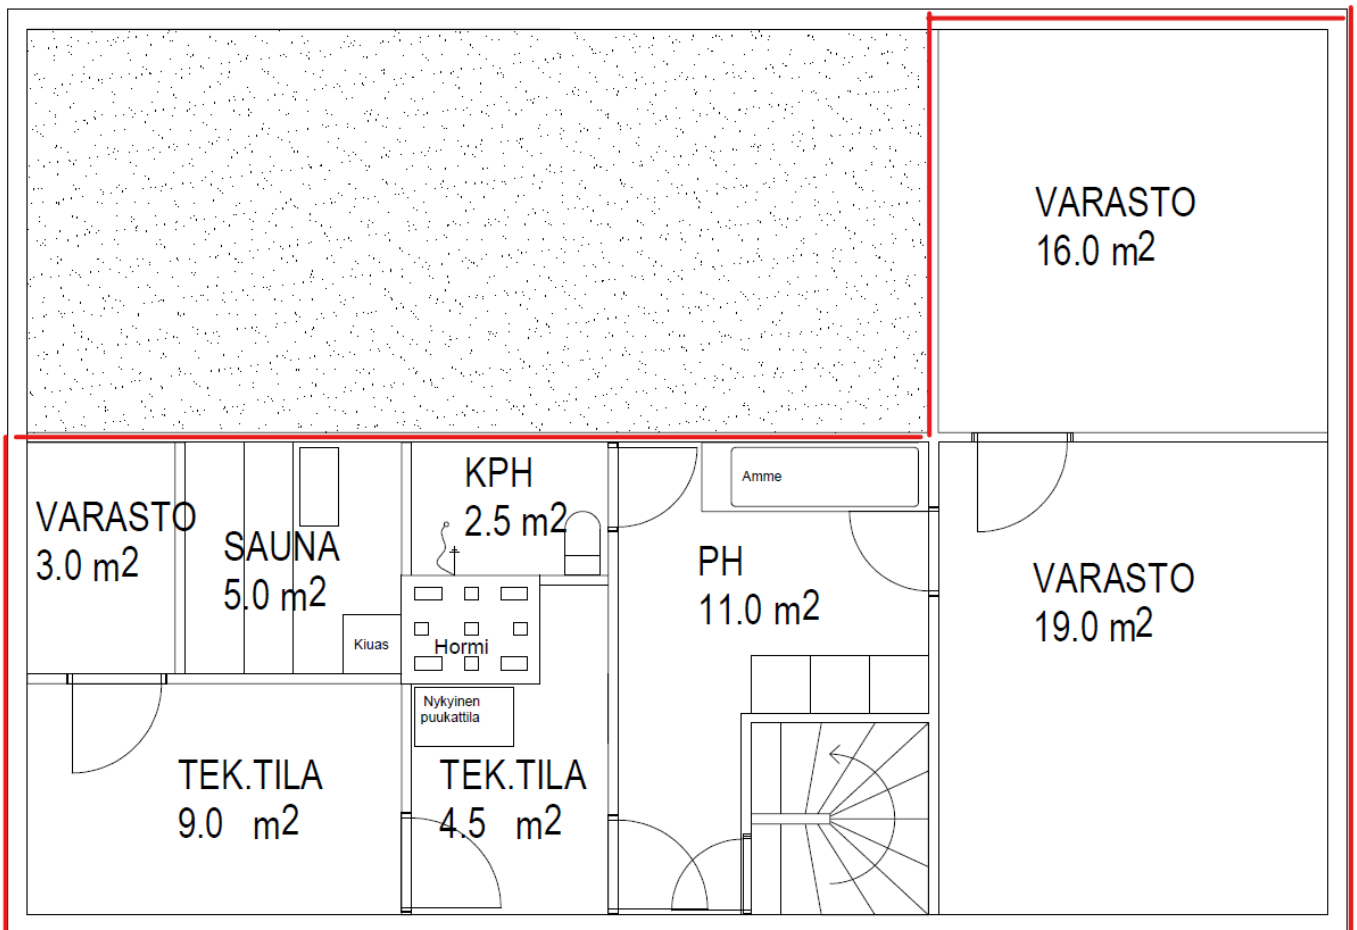 VARASTO
16.0 m2
KPH
2.5 m2
Amme
VARASTO
3.0 m2
SAUNA
5.0 m2
PH
11.0 m2
VARASTO
19.0 m2
Kiuas
Hormi
Nykyinen
puukattila
TEK.TILA
9.0 m2
TEK.TILA
4.5 m2